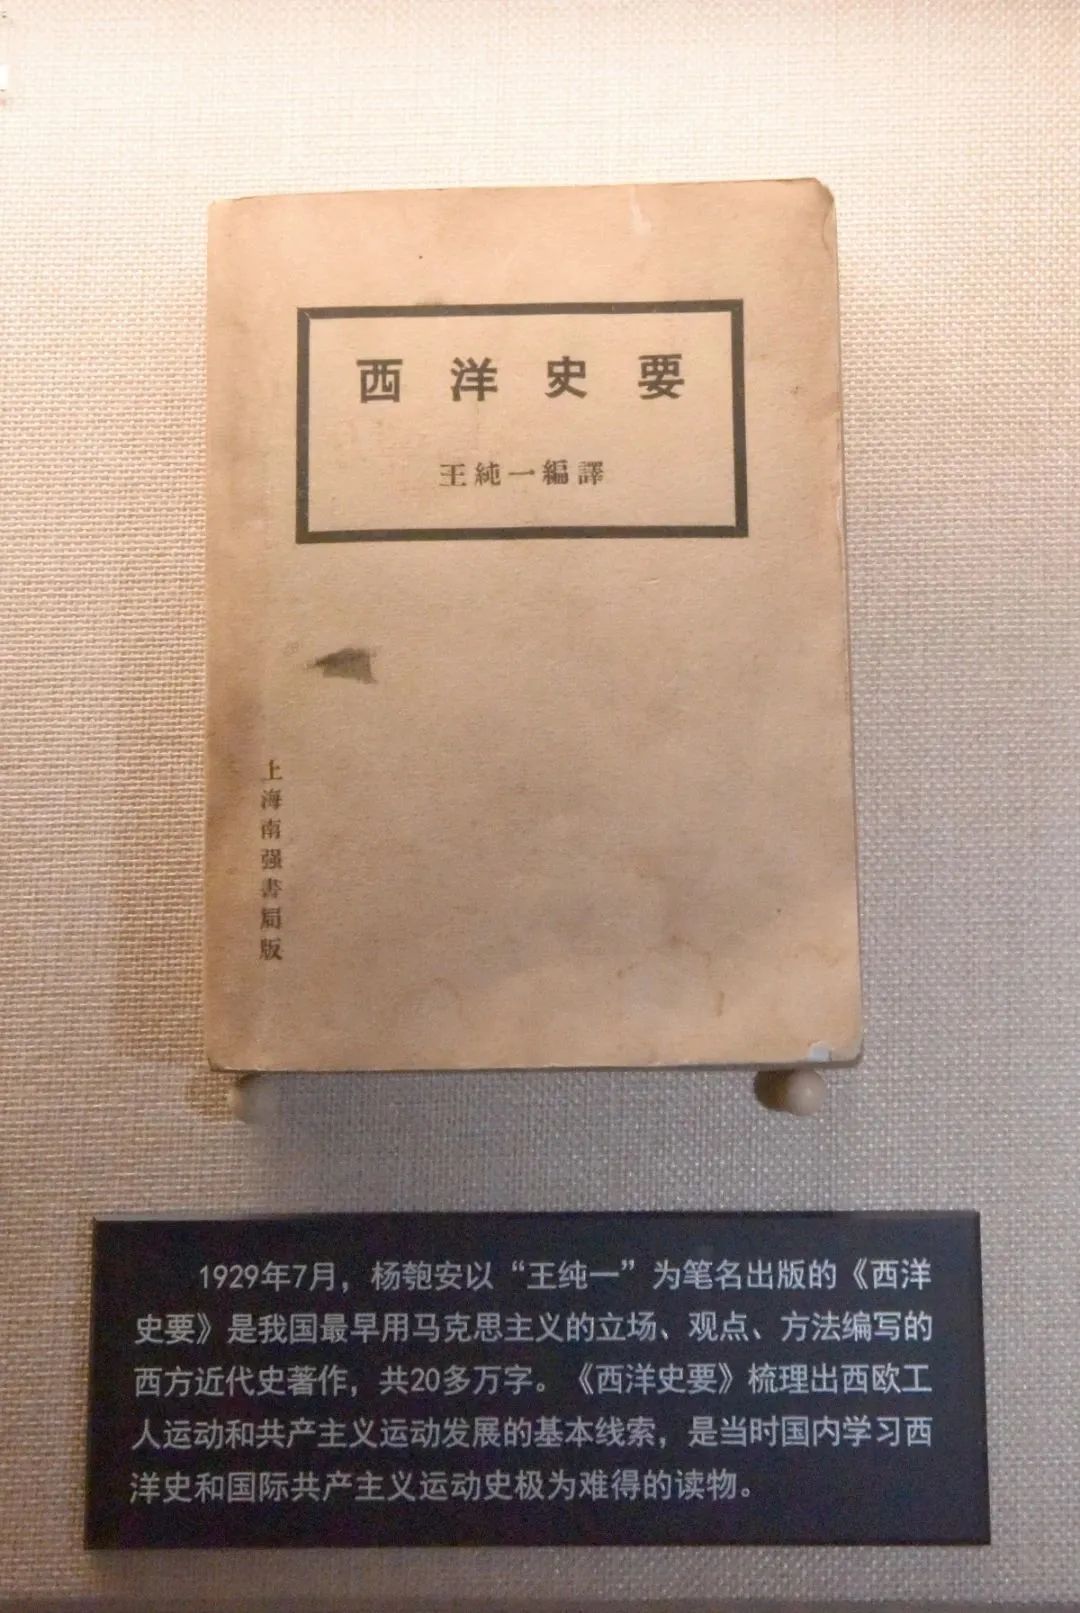 西洋史要
王純一編譯
上海南强書局版
1929年7月，杨匏安以“王纯一”为笔名出版的《西洋
史要》是我国最早用马克思主义的立场、观点、方法编写的
西方近代史著作，共20多万字。《西洋史要》梳理出西欧工
人运动和共产主义运动发展的基本线索，是当时国内学习西
洋史和国际共产主义运动史极为难得的读物。